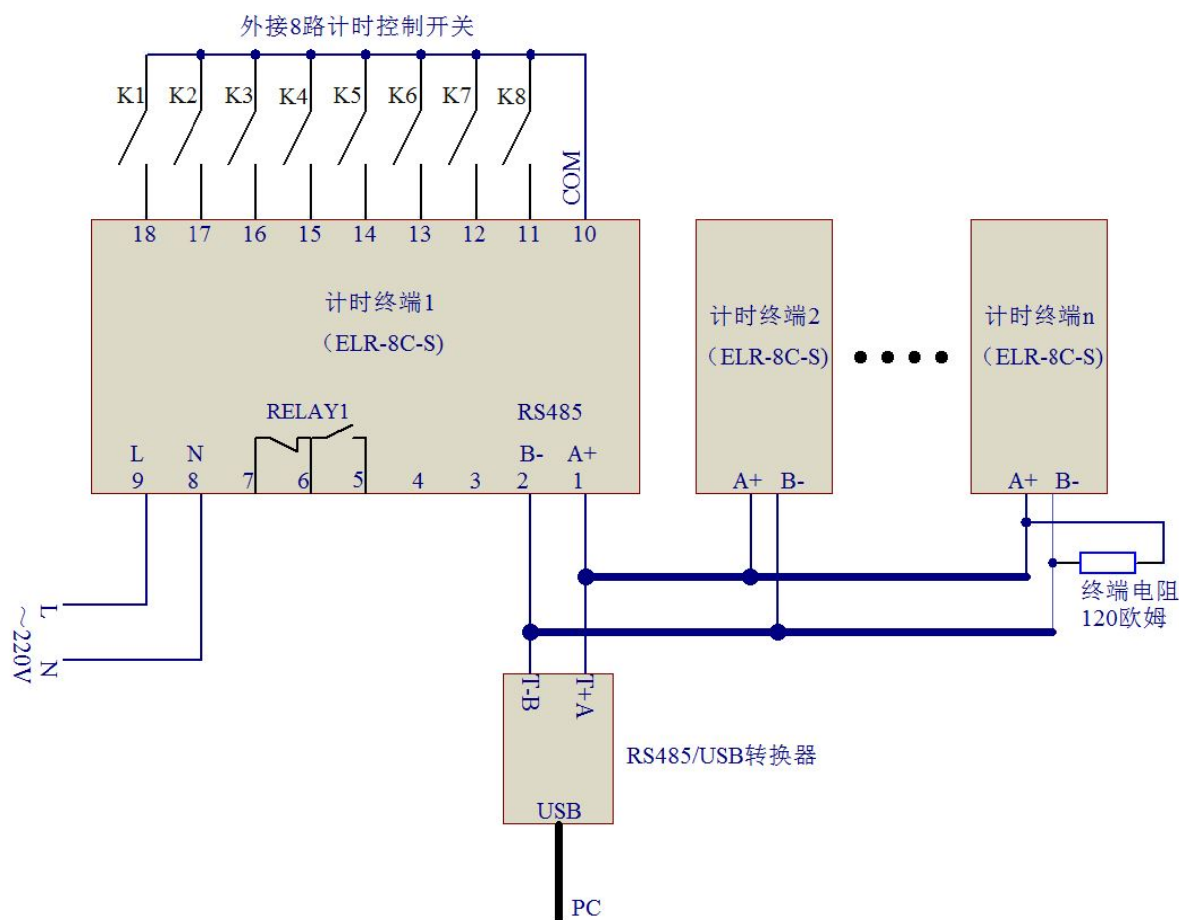 外接8路计时控制开关
K1 K2 K3 K4 K5 K6 K7 K8
COM
18 17 16 15 14 13 12 11 10
计时终端1
（ELR-8C-S)
计时终端2
（ELR-8C-S)
计时终端n
（ELR-8C-S)
RELAY1
RS485
L N B- A+
9 8 7 6 5 4 3 2 1
A+ B-
A+ B-
终端电阻
120欧姆
L
～220V
N
T-B T+A
RS485/USB转换器
USB
PC